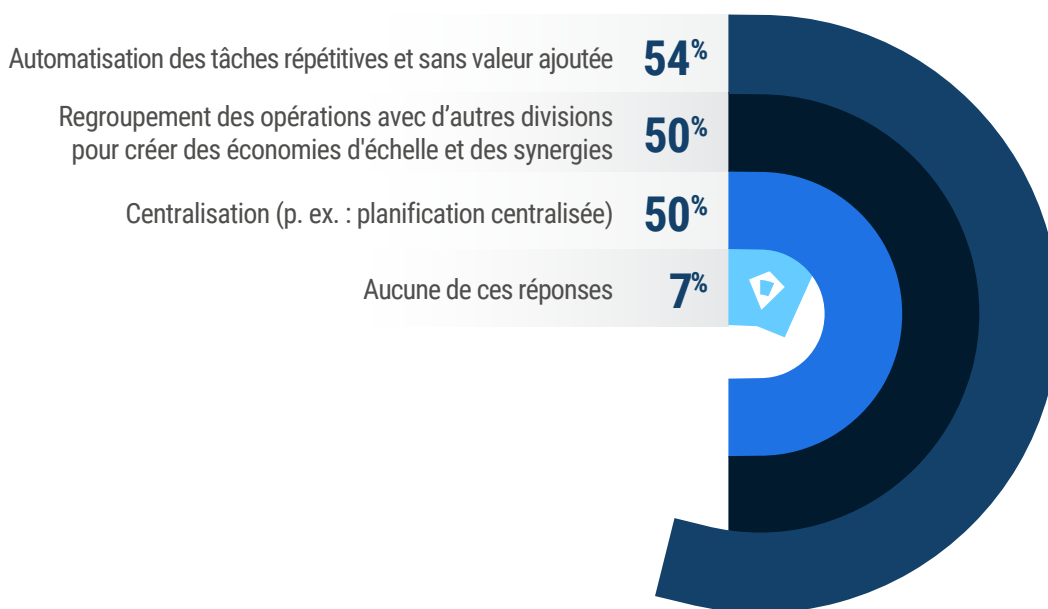 Automatisation des tâches répétitives et sans valeur ajoutée 54%
Regroupement des opérations avec d’autres divisions
pour créer des économies d'échelle et des synergies 50%
Centralisation (p. ex. : planification centralisée) 50%
Aucune de ces réponses 7%